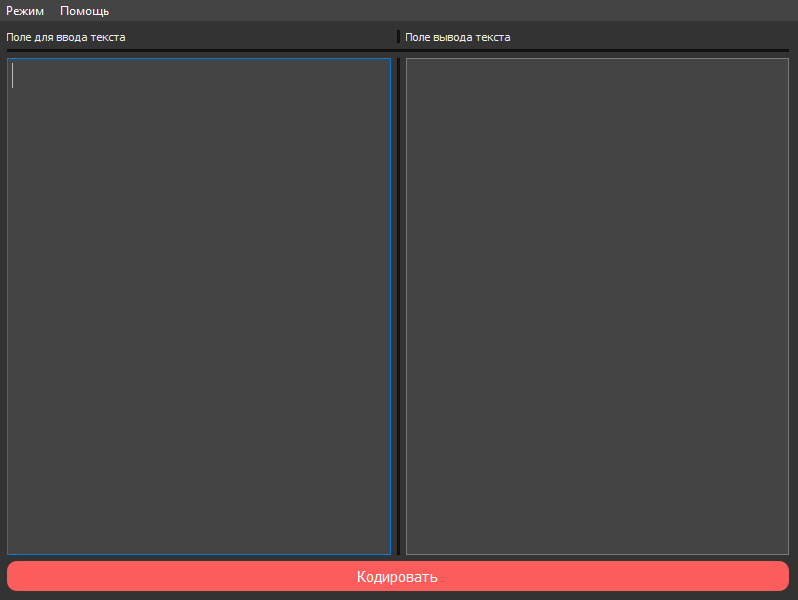 Режим Помощь
Поле для ввода текста
Поле вывода текста
Кодировать